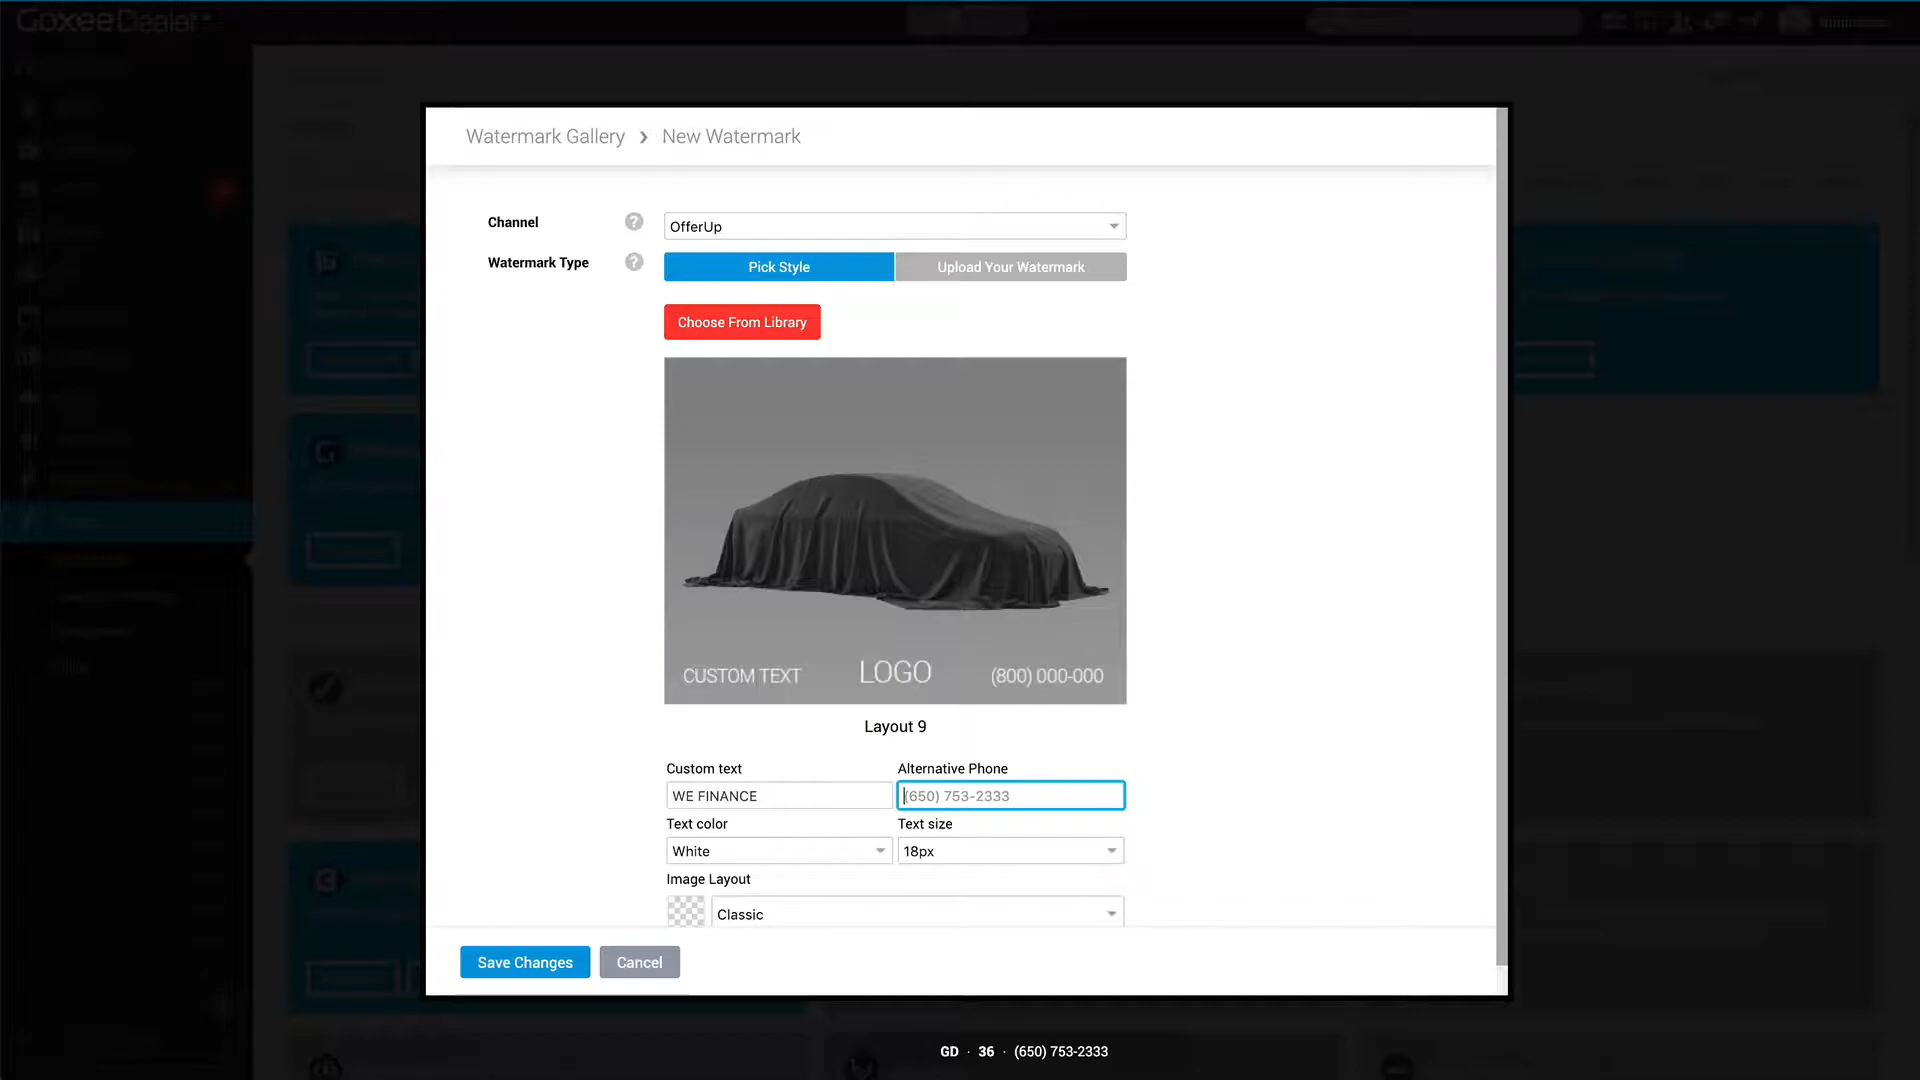 GoxeeDealer
Watermark Gallery › New Watermark
Channel ? OfferUp
Watermark Type ? Pick Style Upload Your Watermark
Choose From Library
CUSTOM TEXT LOGO (800) 000-000
Layout 9
Custom text Alternative Phone
WE FINANCE (650) 753-2333
Text color Text size
White 18px
Image Layout
Classic
Save Changes Cancel
GD · 36 · (650) 753-2333